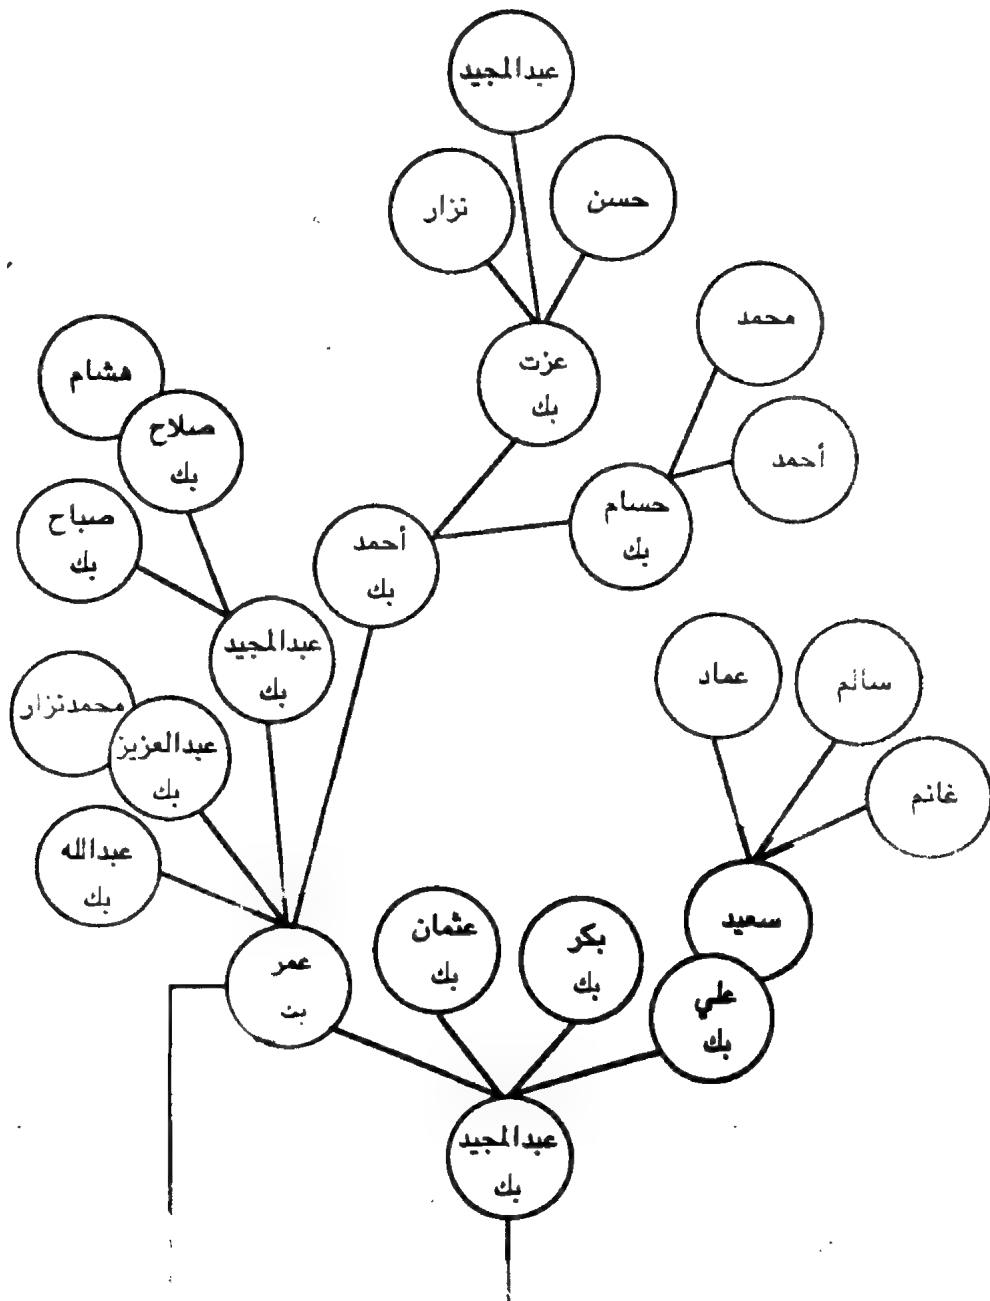 عبدالمجيد
نزار
حسن
محمد
عزت
بك
هشام
صلاح
بك
أحمد
حسام
بك
صباح
بك
أحمد
بك
عبدالمجيد
بك
عماد
سالم
محمدنزار
عبدالعزيز
بك
غانم
عبدالله
بك
سعيد
عثمان
بك
بكر
بك
عمر
بك
علي
بك
عبدالمجيد
بك